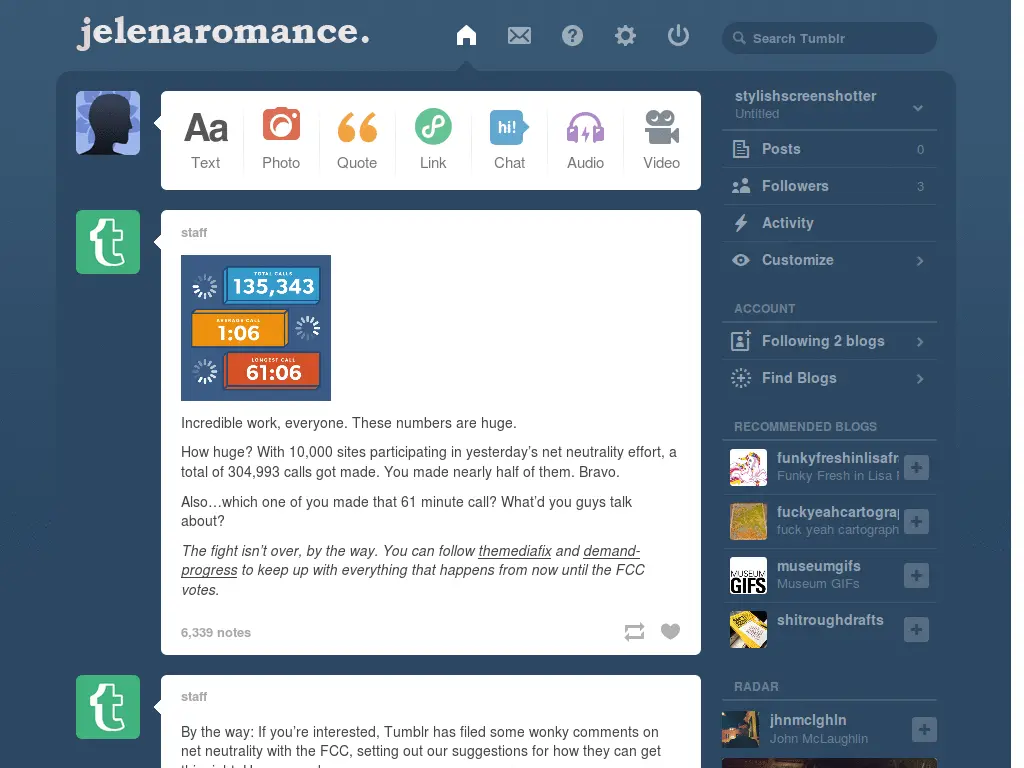 jelenaromance.
Search Tumblr
Aa
Text
Photo
Quote
Link
hi!
Chat
Audio
Video
stylishscreenshotter
Untitled
Posts 0
Followers 3
Activity
Customize
ACCOUNT
Following 2 blogs
Find Blogs
RECOMMENDED BLOGS
funkyfreshinlisafr
Funky Fresh in Lisa
fuckyeahcartogra
fuck yeah cartograph
MUSEUM
GIFS
museumgifs
Museum GIFs
shitroughdrafts
RADAR
jhnmclghln
John McLaughlin
t
staff
TOTAL CALLS
135,343
AVERAGE CALL
1:06
LONGEST CALL
61:06
Incredible work, everyone. These numbers are huge.
How huge? With 10,000 sites participating in yesterday's net neutrality effort, a
total of 304,993 calls got made. You made nearly half of them. Bravo.
Also…which one of you made that 61 minute call? What'd you guys talk
about?
The fight isn't over, by the way. You can follow themediafix and demand-
progress to keep up with everything that happens from now until the FCC
votes.
6,339 notes
t
staff
By the way: If you're interested, Tumblr has filed some wonky comments on
net neutrality with the FCC, setting out our suggestions for how they can get